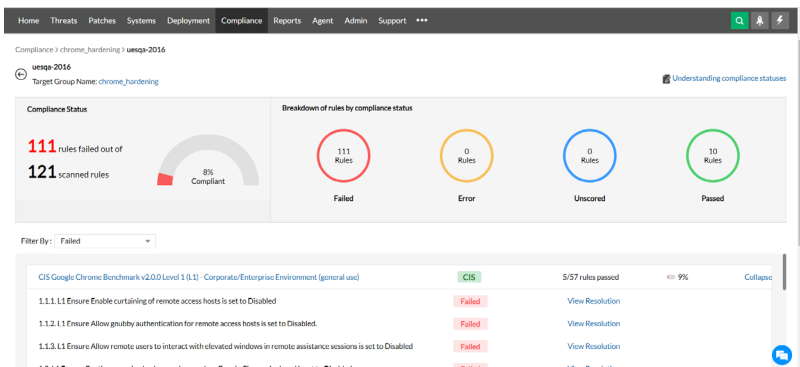 Home Threats Patches Systems Deployment Compliance Reports Agent Admin Support •••
Compliance > chrome_hardening > uesqa-2016
uesqa-2016
Target Group Name: chrome_hardening
Understanding compliance statuses
Compliance Status
Breakdown of rules by compliance status
111 rules failed out of
121 scanned rules
8%
Compliant
111
Rules
Failed
0
Rules
Error
0
Rules
Unscored
10
Rules
Passed
Filter By : Failed
CIS Google Chrome Benchmark v2.0.0 Level 1 (L1) - Corporate/Enterprise Environment (general use) CIS 5/57 rules passed 9% Collapse
1.1.1. L1 Ensure Enable curtaining of remote access hosts is set to Disabled Failed View Resolution
1.1.2. L1 Ensure Allow gnubby authentication for remote access hosts is set to Disabled. Failed View Resolution
1.1.3. L1 Ensure Allow remote users to interact with elevated windows in remote assistance sessions is set to Disabled Failed View Resolution